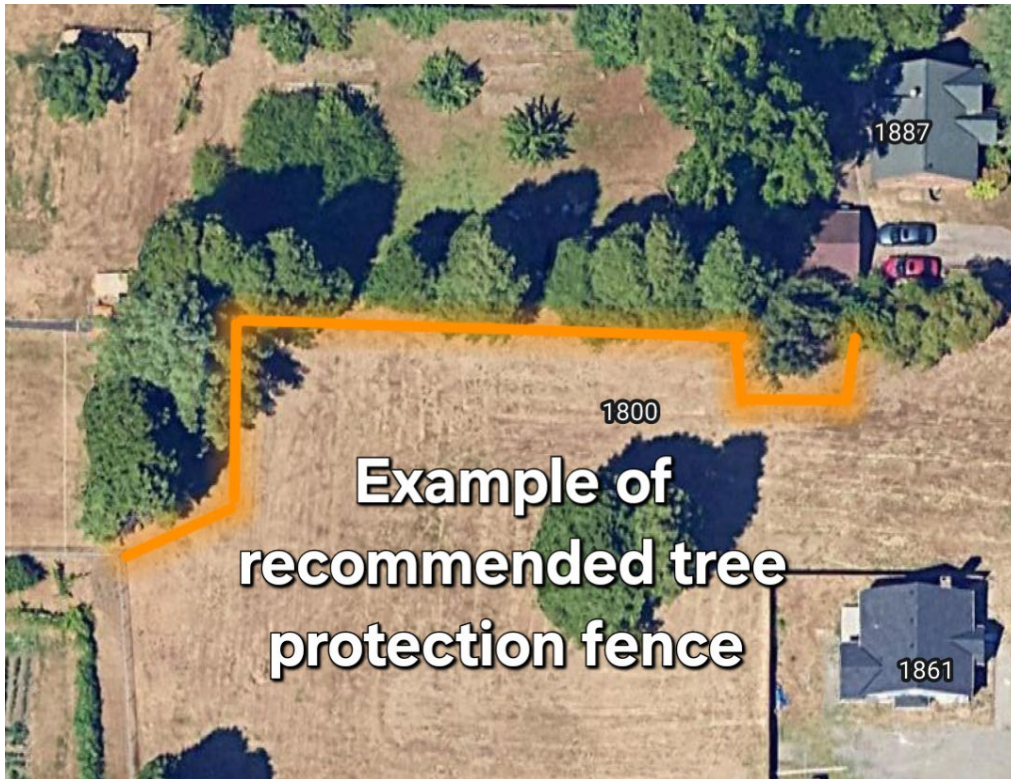 1887
1800
Example of
recommended tree
protection fence
1861